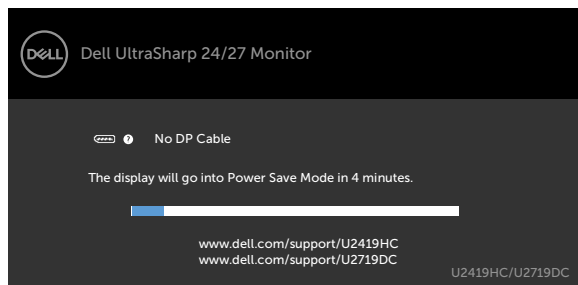 DELL
Dell UltraSharp 24/27 Monitor
? No DP Cable
The display will go into Power Save Mode in 4 minutes.
www.dell.com/support/U2419HC
www.dell.com/support/U2719DC
U2419HC/U2719DC